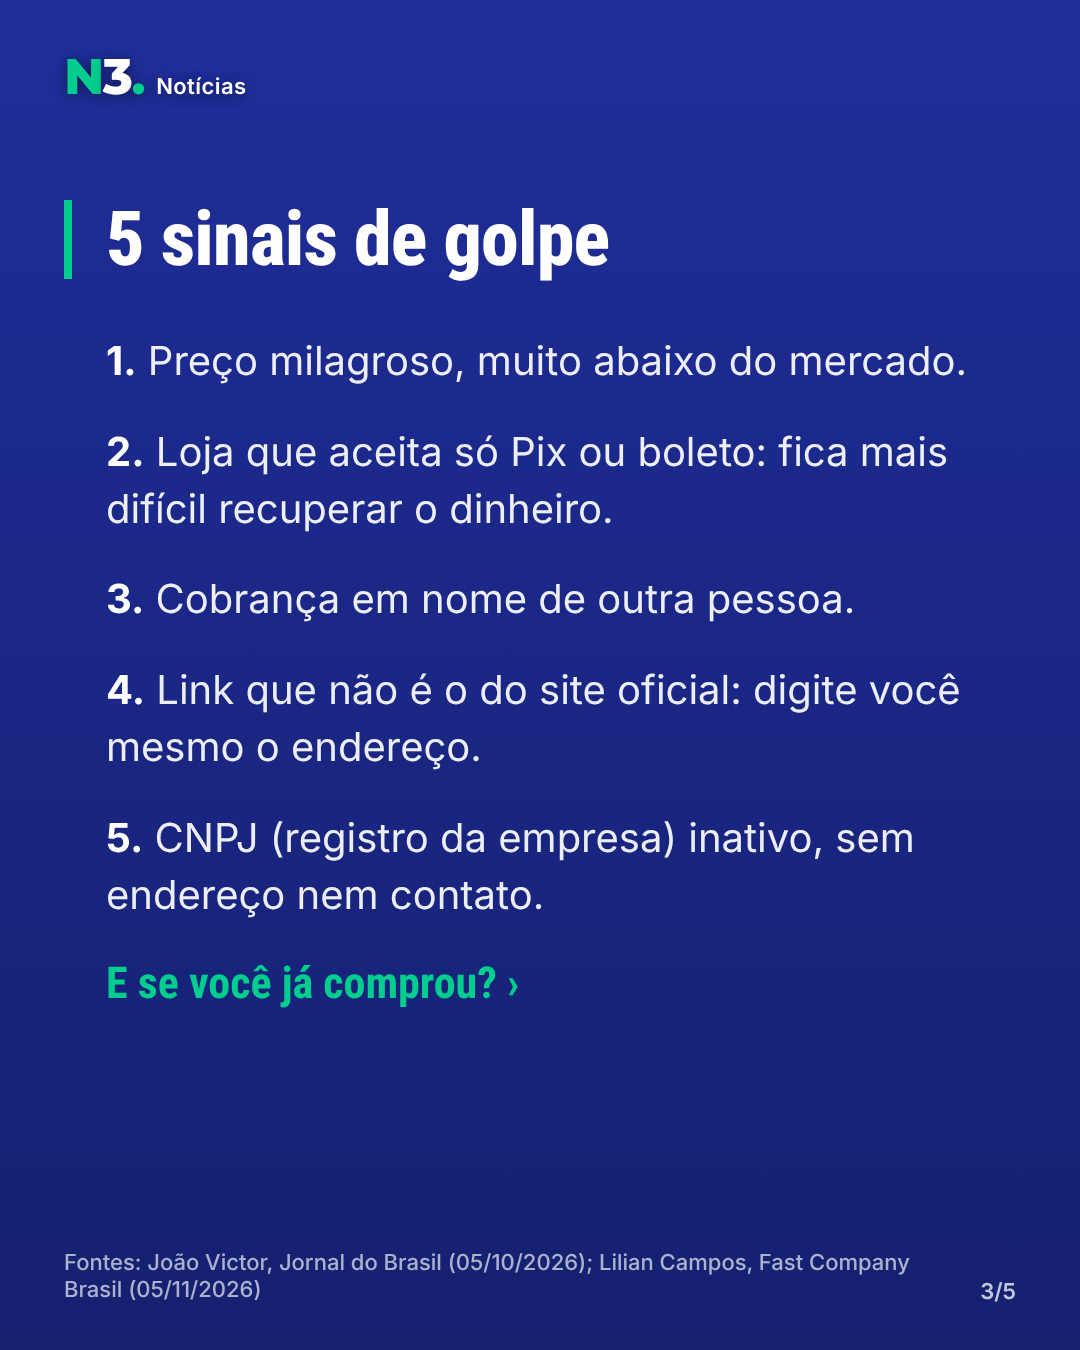 N3. Notícias
5 sinais de golpe
1. Preço milagroso, muito abaixo do mercado.
2. Loja que aceita só Pix ou boleto: fica mais
difícil recuperar o dinheiro.
3. Cobrança em nome de outra pessoa.
4. Link que não é o do site oficial: digite você
mesmo o endereço.
5. CNPJ (registro da empresa) inativo, sem
endereço nem contato.
E se você já comprou? ›
Fontes: João Victor, Jornal do Brasil (05/10/2026); Lilian Campos, Fast Company
Brasil (05/11/2026)
3/5